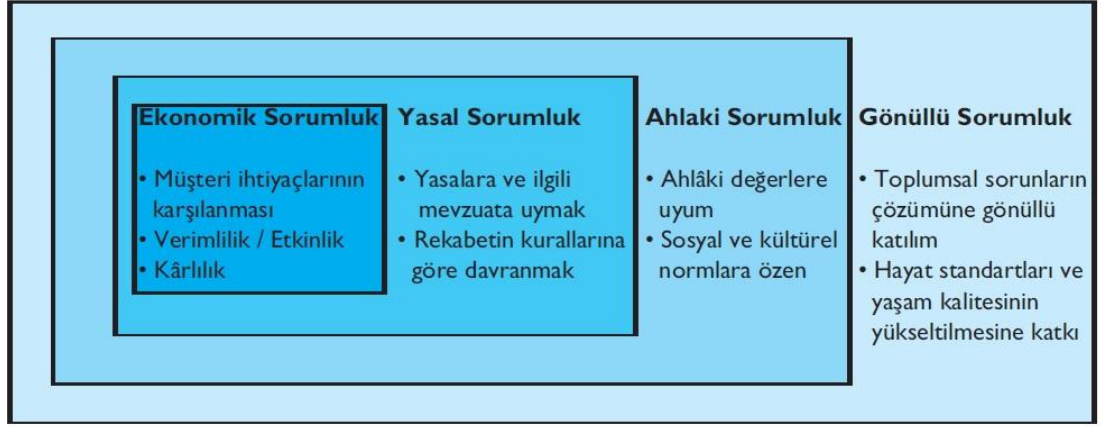 Ekonomik Sorumluk
• Müşteri ihtiyaçlarının
karşılanması
• Verimlilik / Etkinlik
• Kârlılık
Yasal Sorumluk
• Yasalara ve ilgili
mevzuata uymak
• Rekabetin kurallarına
göre davranmak
Ahlaki Sorumluk
• Ahlâki değerlere
uyum
• Sosyal ve kültürel
normlara özen
Gönüllü Sorumluk
• Toplumsal sorunların
çözümüne gönüllü
katılım
• Hayat standartları ve
yaşam kalitesinin
yükseltilmesine katkı